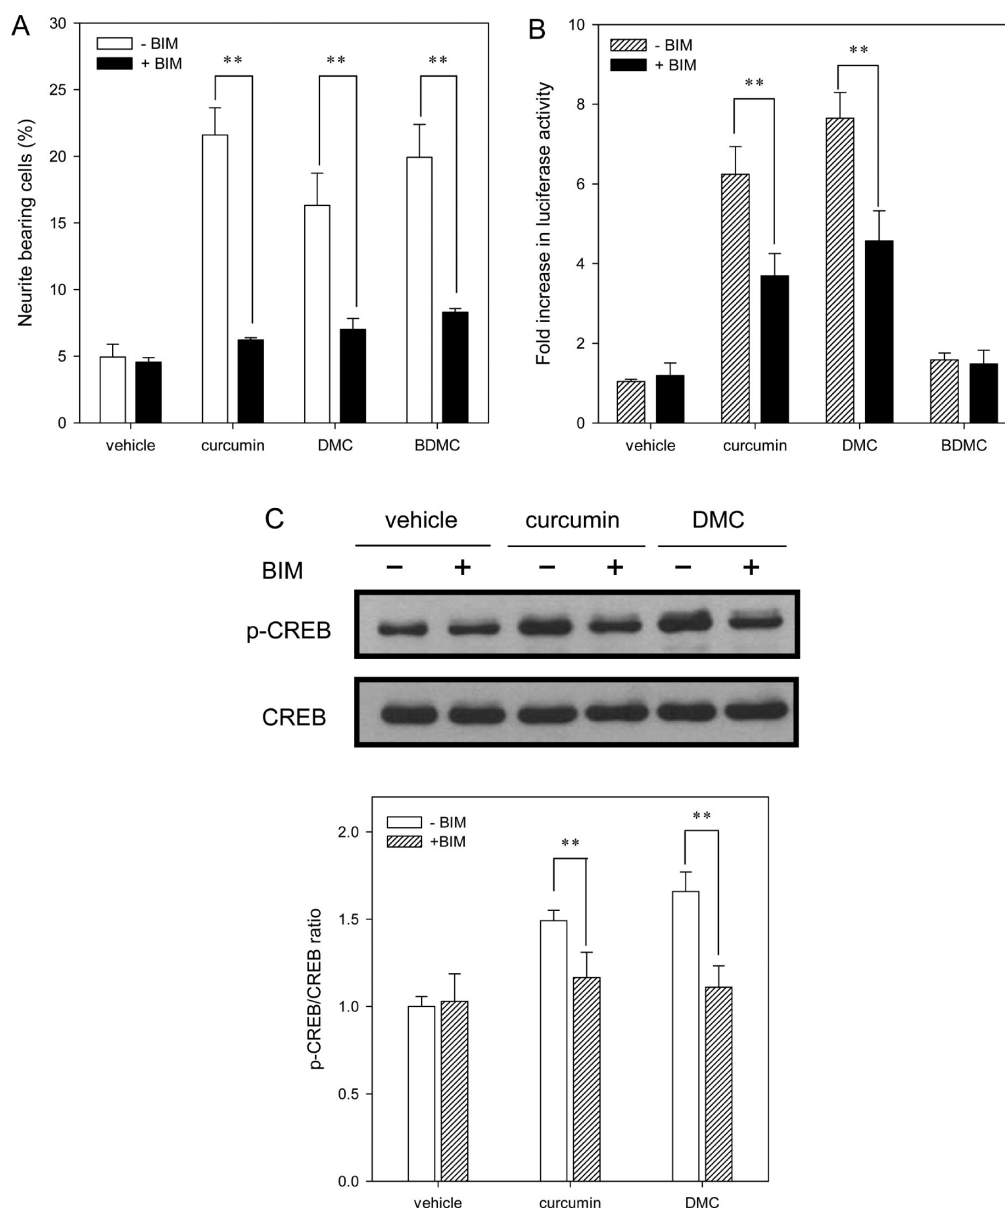 A
30
25
20
15
10
5
0
Neurite bearing cells (%)
- BIM
+ BIM
**
**
**
vehicle
curcumin
DMC
BDMC
B
10
8
6
4
2
0
Fold increase in luciferase activity
- BIM
+ BIM
**
**
vehicle
curcumin
DMC
BDMC
C
vehicle
curcumin
DMC
BIM
− + − + − +
p-CREB
CREB
2.0
1.5
1.0
0.5
0.0
p-CREB/CREB ratio
- BIM
+BIM
**
**
vehicle
curcumin
DMC